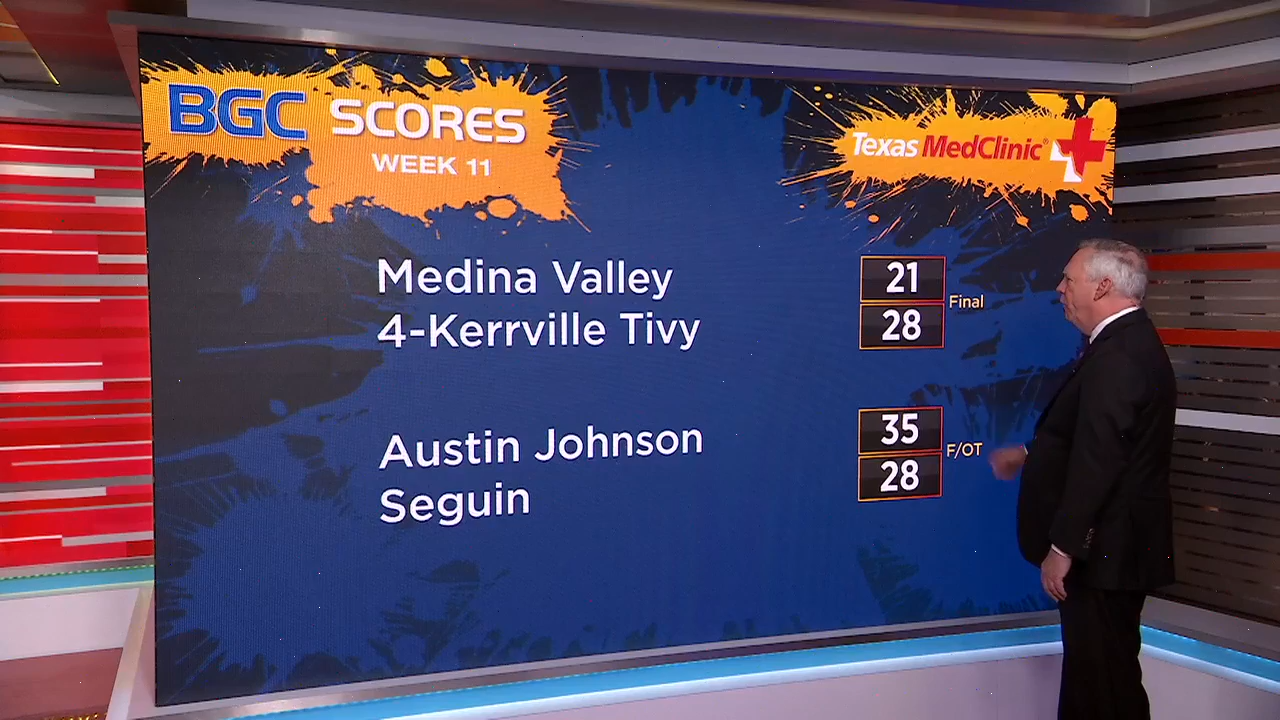 BGC SCORES
WEEK 11
Texas MedClinic®
Medina Valley 21
4-Kerrville Tivy 28
Final
Austin Johnson 35
Seguin 28
F/OT